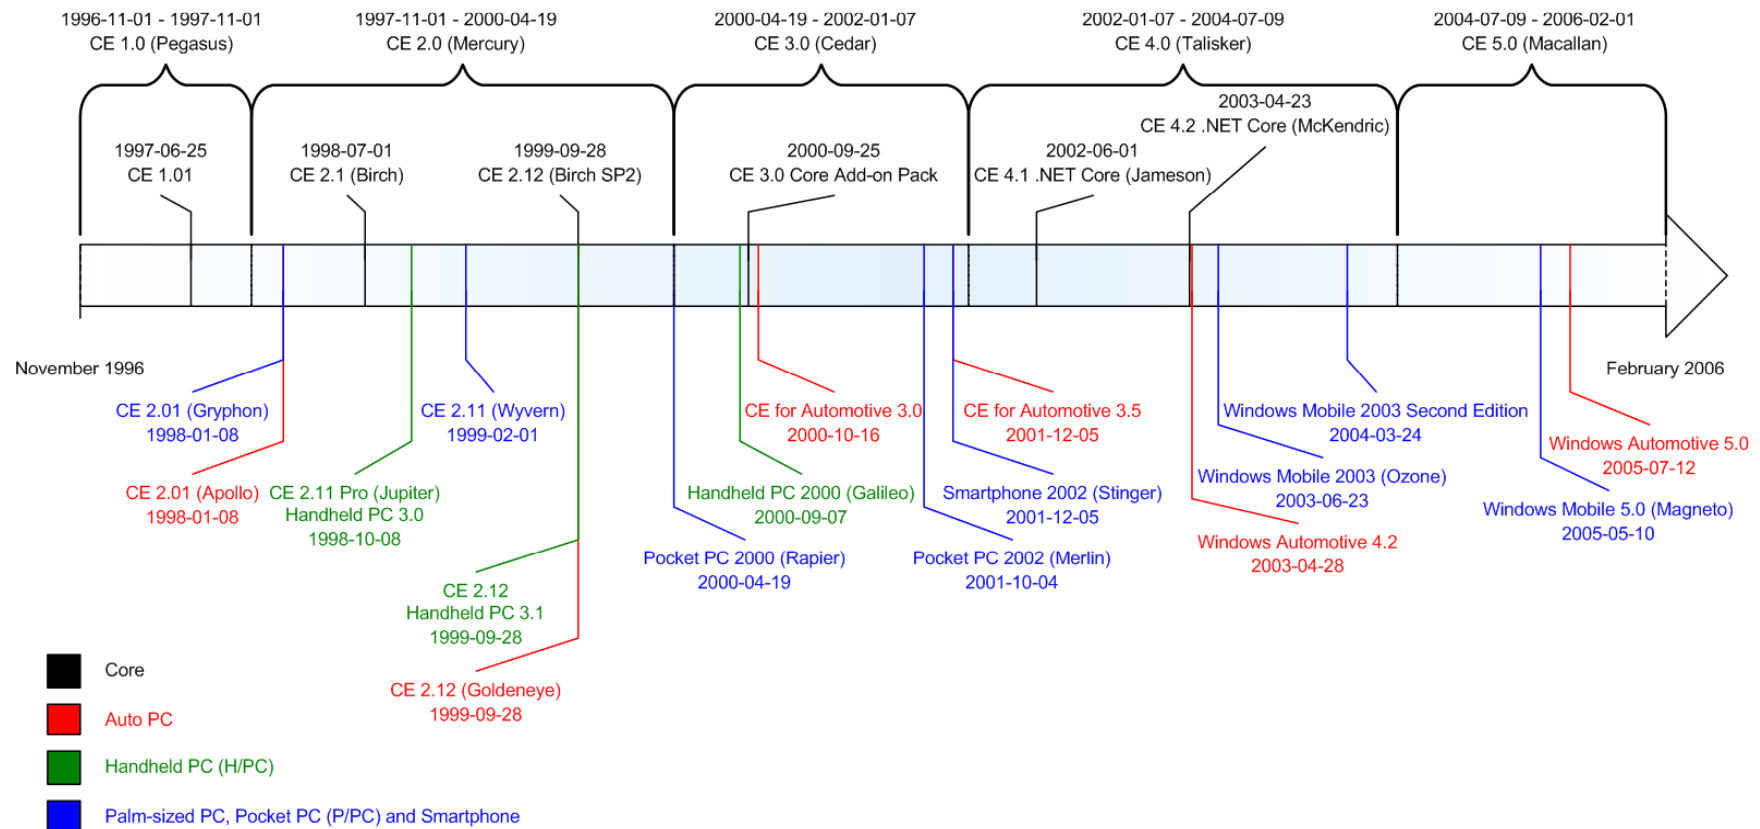 1996-11-01 - 1997-11-01
CE 1.0 (Pegasus)
1997-11-01 - 2000-04-19
CE 2.0 (Mercury)
2000-04-19 - 2002-01-07
CE 3.0 (Cedar)
2002-01-07 - 2004-07-09
CE 4.0 (Talisker)
2004-07-09 - 2006-02-01
CE 5.0 (Macallan)
1997-06-25
CE 1.01
1998-07-01
CE 2.1 (Birch)
1999-09-28
CE 2.12 (Birch SP2)
2000-09-25
CE 3.0 Core Add-on Pack
2002-06-01
CE 4.1 .NET Core (Jameson)
2003-04-23
CE 4.2 .NET Core (McKendric)
November 1996
February 2006
CE 2.01 (Gryphon)
1998-01-08
CE 2.01 (Apollo)
1998-01-08
CE 2.11 Pro (Jupiter)
Handheld PC 3.0
1998-10-08
CE 2.11 (Wyvern)
1999-02-01
CE 2.12
Handheld PC 3.1
1999-09-28
CE 2.12 (Goldeneye)
1999-09-28
Pocket PC 2000 (Rapier)
2000-04-19
Handheld PC 2000 (Galileo)
2000-09-07
CE for Automotive 3.0
2000-10-16
Pocket PC 2002 (Merlin)
2001-10-04
CE for Automotive 3.5
2001-12-05
Smartphone 2002 (Stinger)
2001-12-05
Windows Automotive 4.2
2003-04-28
Windows Mobile 2003 (Ozone)
2003-06-23
Windows Mobile 2003 Second Edition
2004-03-24
Windows Mobile 5.0 (Magneto)
2005-05-10
Windows Automotive 5.0
2005-07-12
Core
Auto PC
Handheld PC (H/PC)
Palm-sized PC, Pocket PC (P/PC) and Smartphone